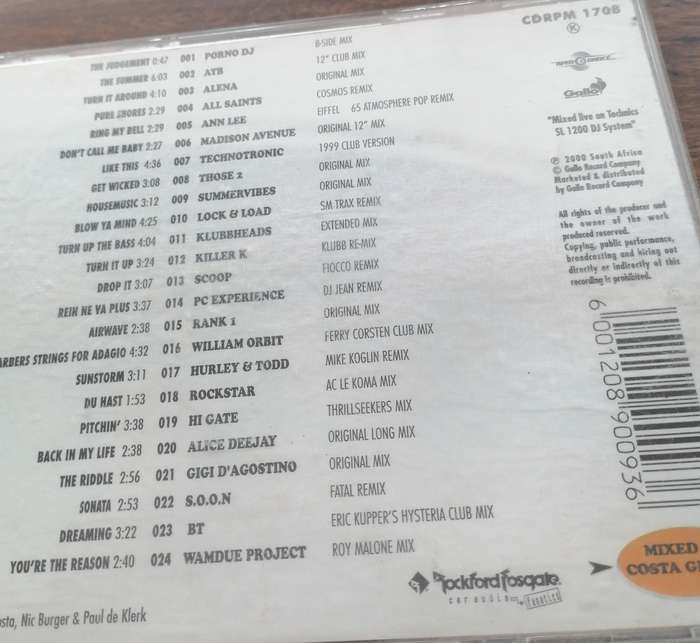 CDRPM 1708
THE JUDGEMENT 0:47 001 PORNO DJ B-SIDE MIX
THE SUMMER 6:03 002 ATB 12" CLUB MIX
TURN IT AROUND 4:10 003 ALENA ORIGINAL MIX
PURE SHORES 2:29 004 ALL SAINTS COSMOS REMIX
RING MY BELL 2:29 005 ANN LEE EIFFEL 65 ATMOSPHERE POP REMIX
DON'T CALL ME BABY 2:27 006 MADISON AVENUE ORIGINAL 12" MIX
LIKE THIS 4:36 007 TECHNOTRONIC 1999 CLUB VERSION
GET WICKED 3:08 008 THOSE 2 ORIGINAL MIX
HOUSEMUSIC 3:12 009 SUMMERVIBES ORIGINAL MIX
BLOW YA MIND 4:25 010 LOCK & LOAD SM TRAX REMIX
TURN UP THE BASS 4:04 011 KLUBBHEADS EXTENDED MIX
TURN IT UP 3:24 012 KILLER K KLUBB RE-MIX
DROP IT 3:07 013 SCOOP FIOCCO REMIX
REIN NE VA PLUS 3:37 014 PC EXPERIENCE DJ JEAN REMIX
AIRWAVE 2:38 015 RANK 1 ORIGINAL MIX
ARBERS STRINGS FOR ADAGIO 4:32 016 WILLIAM ORBIT FERRY CORSTEN CLUB MIX
SUNSTORM 3:11 017 HURLEY & TODD MIKE KOGLIN REMIX
DU HAST 1:53 018 ROCKSTAR AC LE KOMA MIX
PITCHIN' 3:38 019 HI GATE THRILLSEEKERS MIX
BACK IN MY LIFE 2:38 020 ALICE DEEJAY ORIGINAL LONG MIX
THE RIDDLE 2:56 021 GIGI D'AGOSTINO ORIGINAL MIX
SONATA 2:53 022 S.O.O.N FATAL REMIX
DREAMING 3:22 023 BT ERIC KUPPER'S HYSTERIA CLUB MIX
YOU'RE THE REASON 2:40 024 WAMDUE PROJECT ROY MALONE MIX
K
Gallo
"Mixed live on Technics
SL 1200 DJ System"
℗ 2000 South Africa
© Gallo Record Company
Marketed & distributed
by Gallo Record Company
All rights of the producer and
the owner of the work
produced reserved.
Copying, public performance,
broadcasting and hiring out
directly or indirectly of this
recording is prohibited.
6 001208 900936
MIXED
COSTA G
Rockford Fosgate
car audio for fanatics
osta, Nic Burger & Paul de Klerk